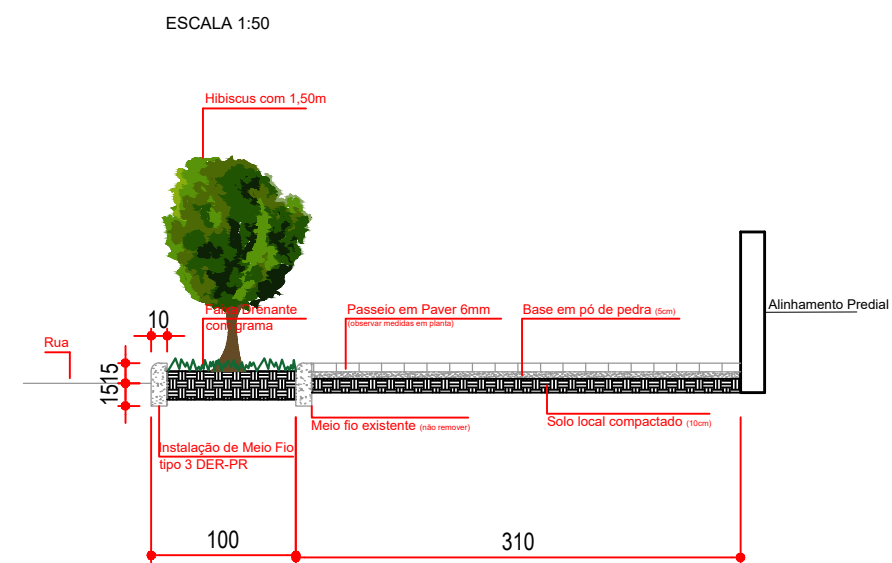 ESCALA 1:50
Hibiscus com 1,50m
Faixa Drenante
com grama
Passeio em Paver 6mm
(observar medidas em planta)
Base em pó de pedra (5cm)
Alinhamento Predial
10
Rua
15
15
Instalação de Meio Fio
tipo 3 DER-PR
Meio fio existente (não remover)
Solo local compactado (10cm)
100
310